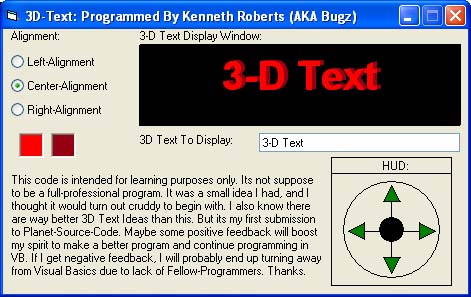 3D-Text: Programmed By Kenneth Roberts (AKA Bugz)
Alignment:
Left-Alignment
Center-Alignment
Right-Alignment
3-D Text Display Window:
3-D Text
3D Text To Display:
3-D Text
HUD:
This code is intended for learning purposes only. Its not suppose
to be a full-professional program. It was a small idea I had, and I
thought it would turn out cruddy to begin with. I also know there
are way better 3D Text Ideas than this. But its my first submission
to Planet-Source-Code. Maybe some positive feedback will boost
my spirit to make a better program and continue programming in
VB. If I get negative feedback, I will probably end up turning away
from Visual Basics due to lack of Fellow-Programmers. Thanks.